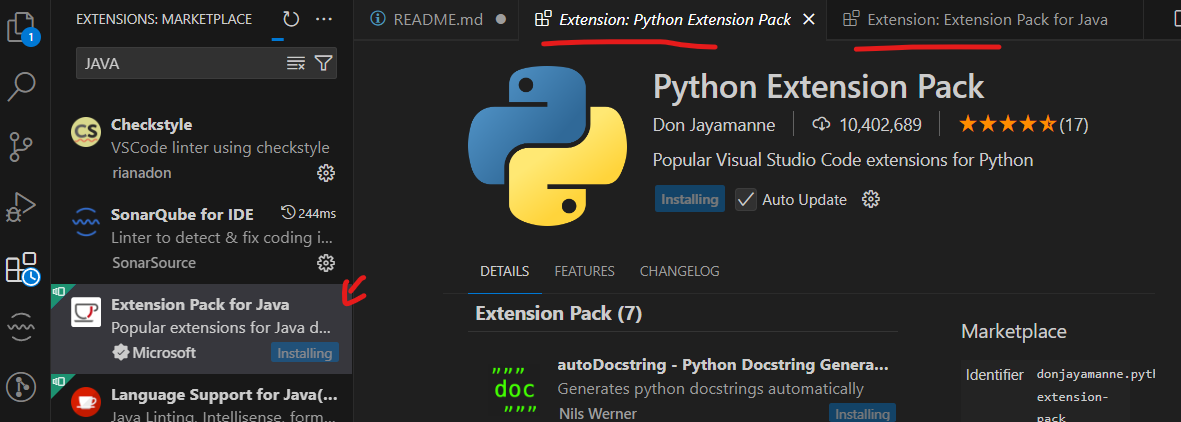 EXTENSIONS: MARKETPLACE
README.md
Extension: Python Extension Pack
Extension: Extension Pack for Java
1
JAVA
CS
Checkstyle
VSCode linter using checkstyle
rianadon
SonarQube for IDE 244ms
Linter to detect & fix coding i...
SonarSource
Extension Pack for Java
Popular extensions for Java d...
Microsoft Installing
Language Support for Java(...
Java Linting, Intellisense, form...
Python Extension Pack
Don Jayamanne 10,402,689 (17)
Popular Visual Studio Code extensions for Python
Installing Auto Update
DETAILS FEATURES CHANGELOG
Extension Pack (7)
"""
doc
"""
autoDocstring - Python Docstring Genera...
Generates python docstrings automatically
Nils Werner Installing
Marketplace
Identifier donjayamanne.pyth
extension-
pack